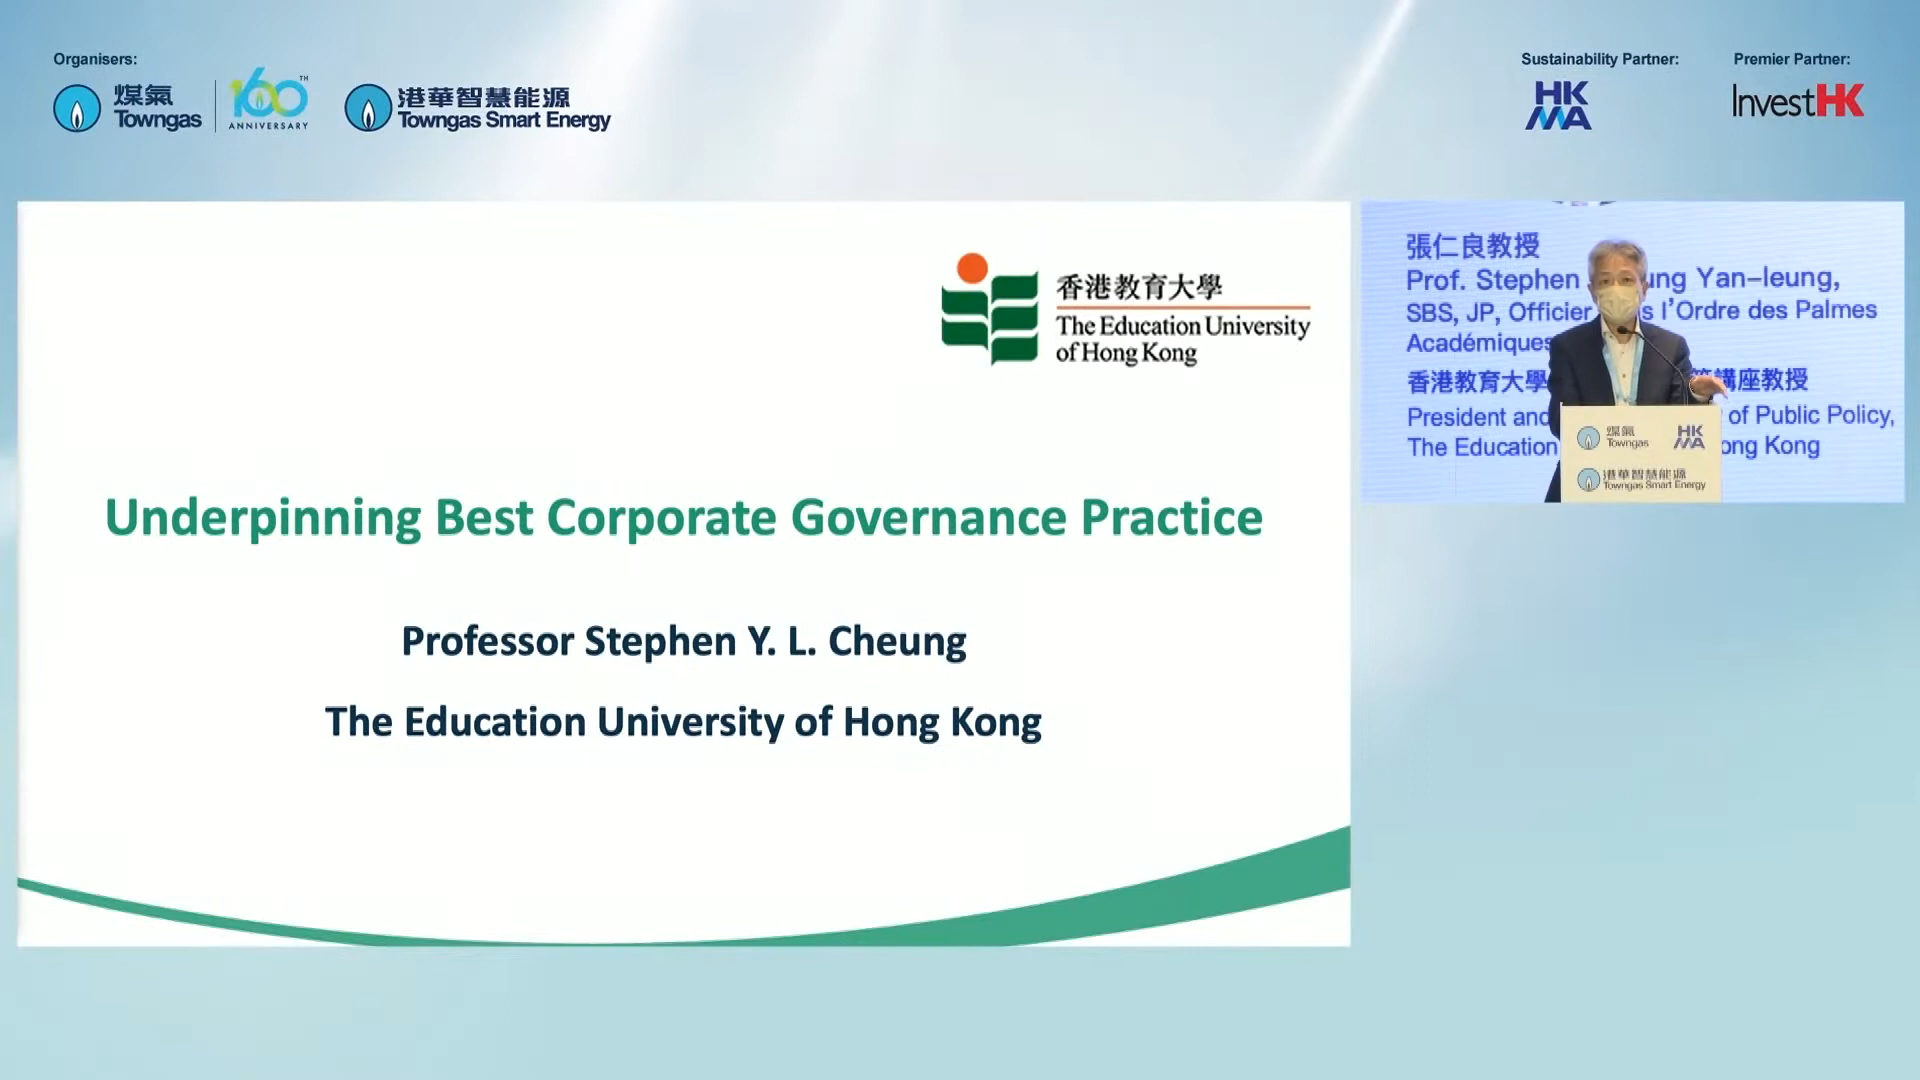 Organisers:
煤氣
Towngas
160TH
ANNIVERSARY
港華智慧能源
Towngas Smart Energy
Sustainability Partner:
HK
MA
Premier Partner:
InvestHK
香港教育大學
The Education University
of Hong Kong
Underpinning Best Corporate Governance Practice
Professor Stephen Y. L. Cheung
The Education University of Hong Kong
張仁良教授
Prof. Stephen ung Yan-leung,
SBS, JP, Officier s l'Ordre des Palmes
Académiques
香港教育大學 講座教授
President and of Public Policy,
The Education ong Kong
煤氣
Towngas
HK
MA
港華智慧能源
Towngas Smart Energy